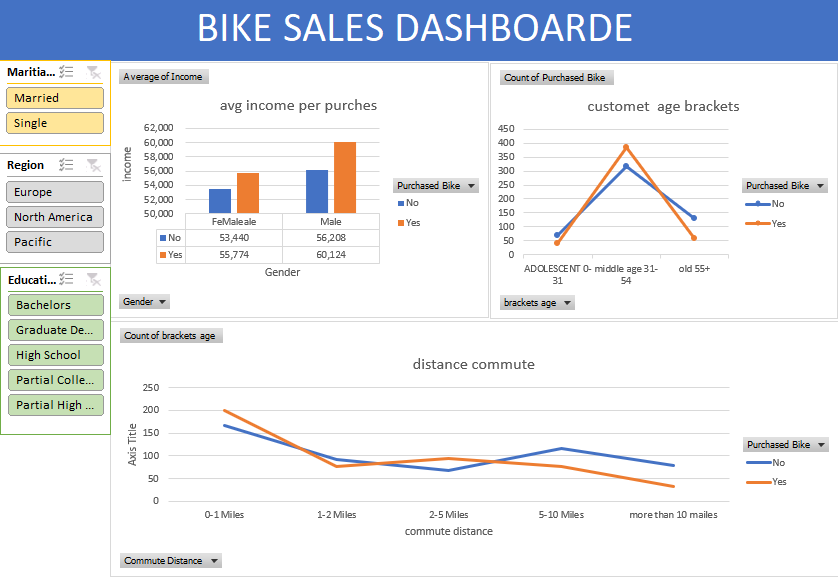 BIKE SALES DASHBOARDE
Maritia...
Married
Single
Region
Europe
North America
Pacific
Educati...
Bachelors
Graduate De...
High School
Partial Colle...
Partial High ...
Average of Income
avg income per purches
62,000
60,000
58,000
56,000
54,000
52,000
50,000
income
FeMaleale Male
No 53,440 56,208
Yes 55,774 60,124
Gender
Purchased Bike
No
Yes
Gender
Count of Purchased Bike
customet age brackets
450
400
350
300
250
200
150
100
50
0
ADOLESCENT 0-31
middle age 31-54
old 55+
Purchased Bike
No
Yes
brackets age
Count of brackets age
distance commute
250
200
150
100
50
0
Axis Title
0-1 Miles 1-2 Miles 2-5 Miles 5-10 Miles more than 10 mailes
commute distance
Purchased Bike
No
Yes
Commute Distance